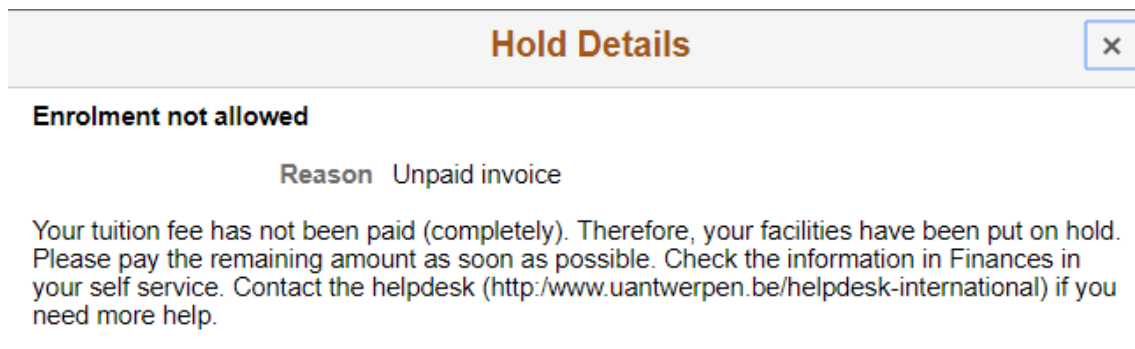 Hold Details
×
Enrolment not allowed
Reason Unpaid invoice
Your tuition fee has not been paid (completely). Therefore, your facilities have been put on hold.
Please pay the remaining amount as soon as possible. Check the information in Finances in
your self service. Contact the helpdesk (http:/www.uantwerpen.be/helpdesk-international) if you
need more help.